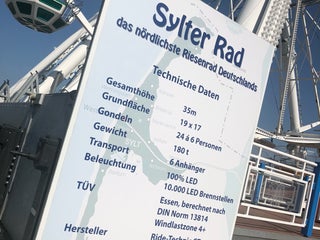 Sylter Rad
das nördlichste Riesenrad Deutschlands
Technische Daten
Gesamthöhe 35m
Grundfläche 19 x 17
Gondeln 24 á 6 Personen
Gewicht 180 t
Transport 6 Anhänger
Beleuchtung 100% LED
10.000 LED Brennstellen
TÜV Essen, berechnet nach
DIN Norm 13814
Windlastzone 4+
Hersteller